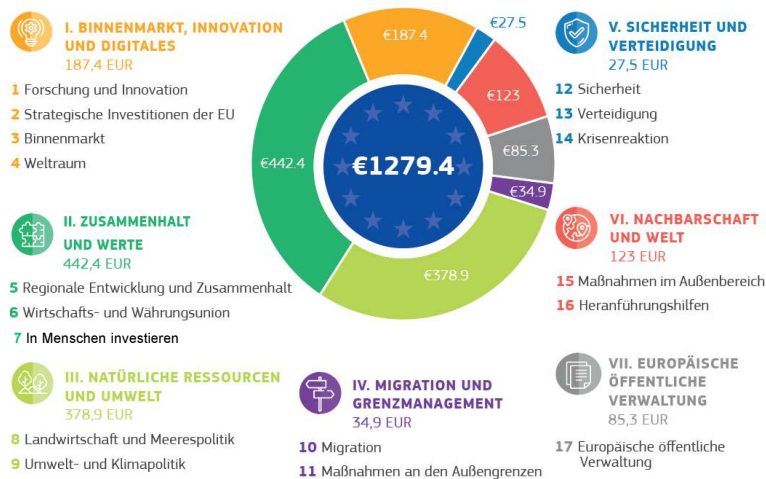 I. BINNENMARKT, INNOVATION
UND DIGITALES
187,4 EUR
1 Forschung und Innovation
2 Strategische Investitionen der EU
3 Binnenmarkt
4 Weltraum
II. ZUSAMMENHALT
UND WERTE
442,4 EUR
5 Regionale Entwicklung und Zusammenhalt
6 Wirtschafts- und Währungsunion
7 In Menschen investieren
III. NATÜRLICHE RESSOURCEN
UND UMWELT
378,9 EUR
8 Landwirtschaft und Meerespolitik
9 Umwelt- und Klimapolitik
€187.4
€27.5
€123
€85.3
€34.9
€378.9
€442.4
€1279.4
IV. MIGRATION UND
GRENZMANAGEMENT
34,9 EUR
10 Migration
11 Maßnahmen an den Außengrenzen
V. SICHERHEIT UND
VERTEIDIGUNG
27,5 EUR
12 Sicherheit
13 Verteidigung
14 Krisenreaktion
VI. NACHBARSCHAFT
UND WELT
123 EUR
15 Maßnahmen im Außenbereich
16 Heranführungshilfen
VII. EUROPÄISCHE
ÖFFENTLICHE
VERWALTUNG
85,3 EUR
17 Europäische öffentliche
Verwaltung